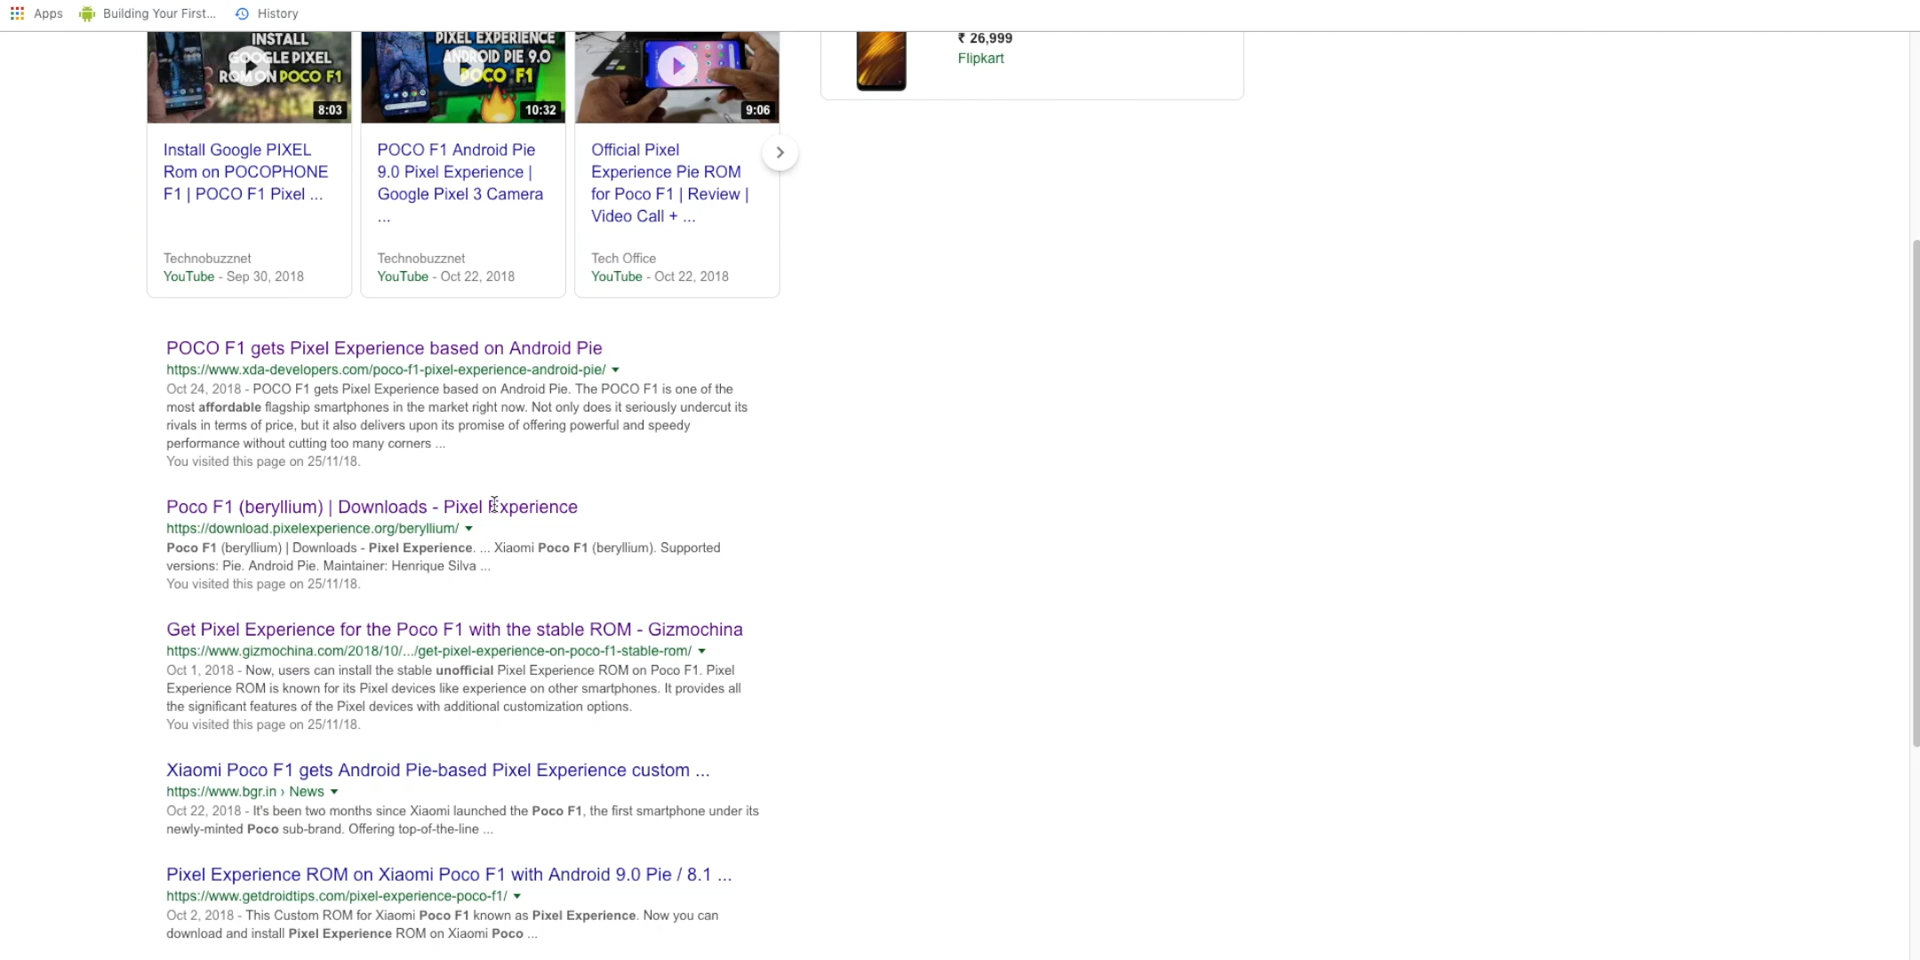 Apps Building Your First... History
INSTALL
GOOGLE PIXEL
ROM ON POCO F1
8:03
PIXEL EXPERIENCE
ANDROID PIE 9.0
POCO F1
10:32
9:06
₹ 26,999
Flipkart
Install Google PIXEL
Rom on POCOPHONE
F1 | POCO F1 Pixel ...
Technobuzznet
YouTube - Sep 30, 2018
POCO F1 Android Pie
9.0 Pixel Experience |
Google Pixel 3 Camera
...
Technobuzznet
YouTube - Oct 22, 2018
Official Pixel
Experience Pie ROM
for Poco F1 | Review |
Video Call + ...
Tech Office
YouTube - Oct 22, 2018
POCO F1 gets Pixel Experience based on Android Pie
https://www.xda-developers.com/poco-f1-pixel-experience-android-pie/
Oct 24, 2018 - POCO F1 gets Pixel Experience based on Android Pie. The POCO F1 is one of the
most affordable flagship smartphones in the market right now. Not only does it seriously undercut its
rivals in terms of price, but it also delivers upon its promise of offering powerful and speedy
performance without cutting too many corners ...
You visited this page on 25/11/18.
Poco F1 (beryllium) | Downloads - Pixel Experience
https://download.pixelexperience.org/beryllium/
Poco F1 (beryllium) | Downloads - Pixel Experience. ... Xiaomi Poco F1 (beryllium). Supported
versions: Pie. Android Pie. Maintainer: Henrique Silva ...
You visited this page on 25/11/18.
Get Pixel Experience for the Poco F1 with the stable ROM - Gizmochina
https://www.gizmochina.com/2018/10/.../get-pixel-experience-on-poco-f1-stable-rom/
Oct 1, 2018 - Now, users can install the stable unofficial Pixel Experience ROM on Poco F1. Pixel
Experience ROM is known for its Pixel devices like experience on other smartphones. It provides all
the significant features of the Pixel devices with additional customization options.
You visited this page on 25/11/18.
Xiaomi Poco F1 gets Android Pie-based Pixel Experience custom ...
https://www.bgr.in › News
Oct 22, 2018 - It's been two months since Xiaomi launched the Poco F1, the first smartphone under its
newly-minted Poco sub-brand. Offering top-of-the-line ...
Pixel Experience ROM on Xiaomi Poco F1 with Android 9.0 Pie / 8.1 ...
https://www.getdroidtips.com/pixel-experience-poco-f1/
Oct 2, 2018 - This Custom ROM for Xiaomi Poco F1 known as Pixel Experience. Now you can
download and install Pixel Experience ROM on Xiaomi Poco ...